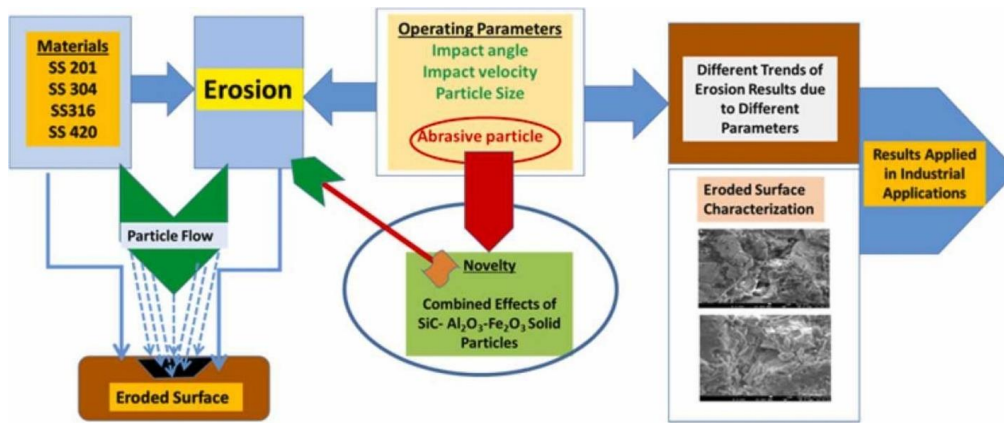 Materials
SS 201
SS 304
SS316
SS 420
Erosion
Operating Parameters
Impact angle
Impact velocity
Particle Size
Abrasive particle
Different Trends of
Erosion Results due
to Different
Parameters
Results Applied
in Industrial
Applications
Eroded Surface
Characterization
Particle Flow
Novelty
Combined Effects of
SiC- Al₂O₃-Fe₂O₃ Solid
Particles
Eroded Surface